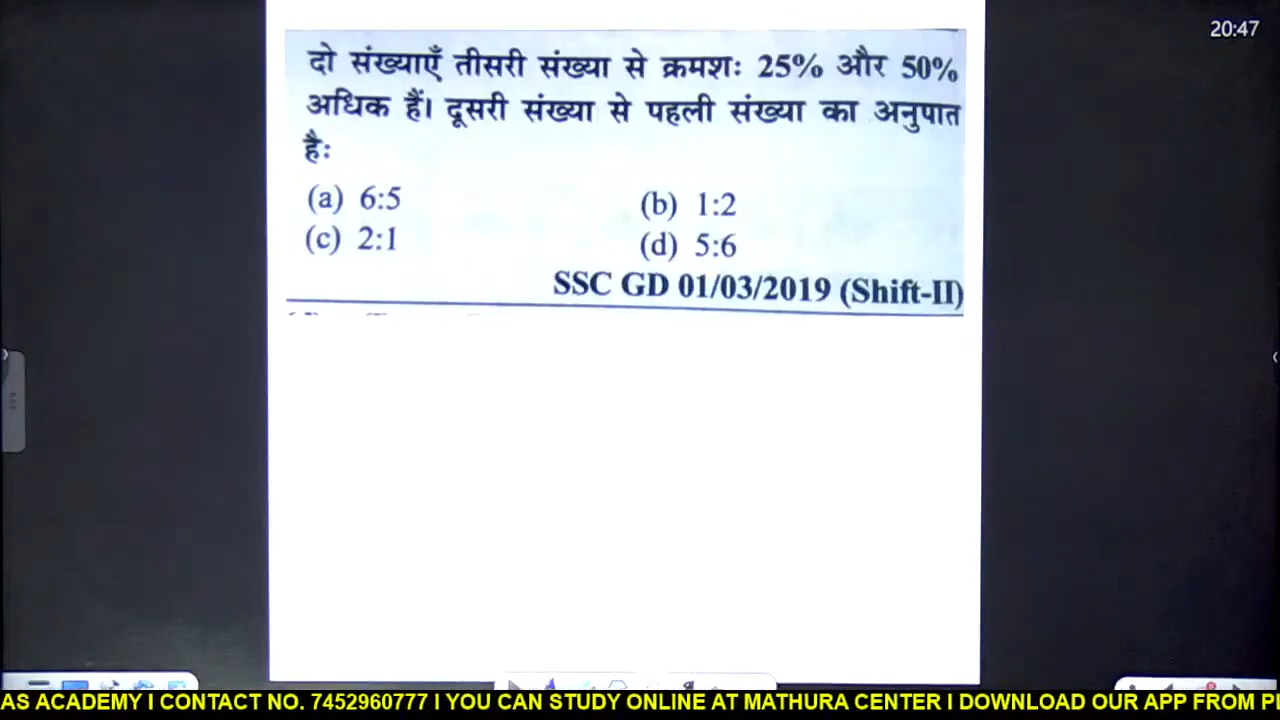 20:47
दो संख्याएँ तीसरी संख्या से क्रमशः 25% और 50%
अधिक हैं। दूसरी संख्या से पहली संख्या का अनुपात
हैः
(a) 6:5 (b) 1:2
(c) 2:1 (d) 5:6
SSC GD 01/03/2019 (Shift-II)
AS ACADEMY I CONTACT NO. 7452960777 I YOU CAN STUDY ONLINE AT MATHURA CENTER I DOWNLOAD OUR APP FROM